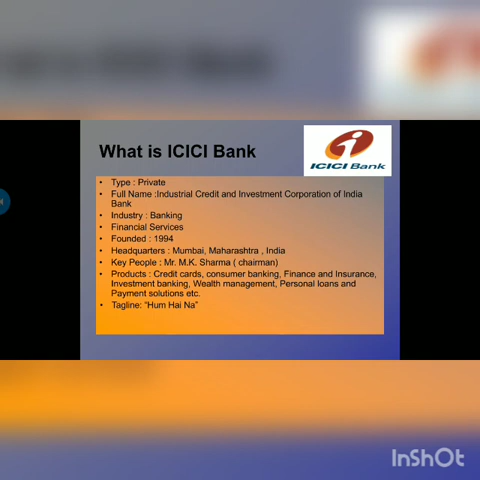 What is ICICI Bank
ICICI Bank
• Type : Private
• Full Name :Industrial Credit and Investment Corporation of India
Bank
• Industry : Banking
• Financial Services
• Founded : 1994
• Headquarters : Mumbai, Maharashtra , India
• Key People : Mr. M.K. Sharma ( chairman)
• Products : Credit cards, consumer banking, Finance and Insurance,
Investment banking, Wealth management, Personal loans and
Payment solutions etc.
• Tagline: "Hum Hai Na"
InShOt